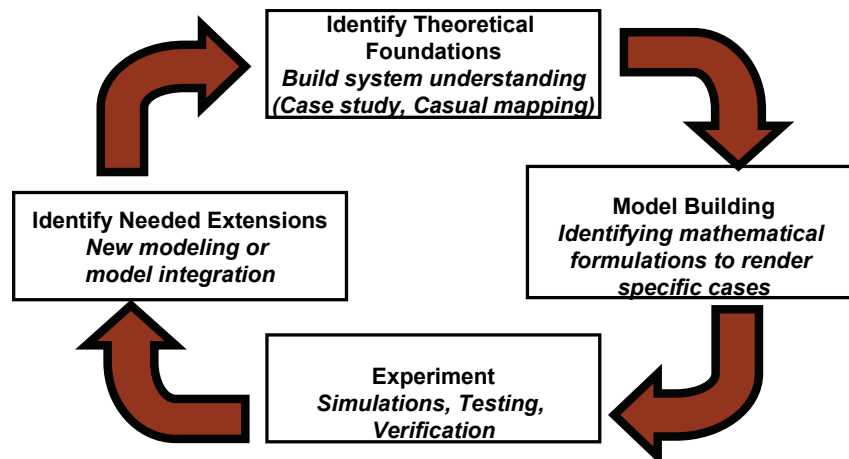 Identify Theoretical
Foundations
Build system understanding
(Case study, Casual mapping)
Identify Needed Extensions
New modeling or
model integration
Model Building
Identifying mathematical
formulations to render
specific cases
Experiment
Simulations, Testing,
Verification